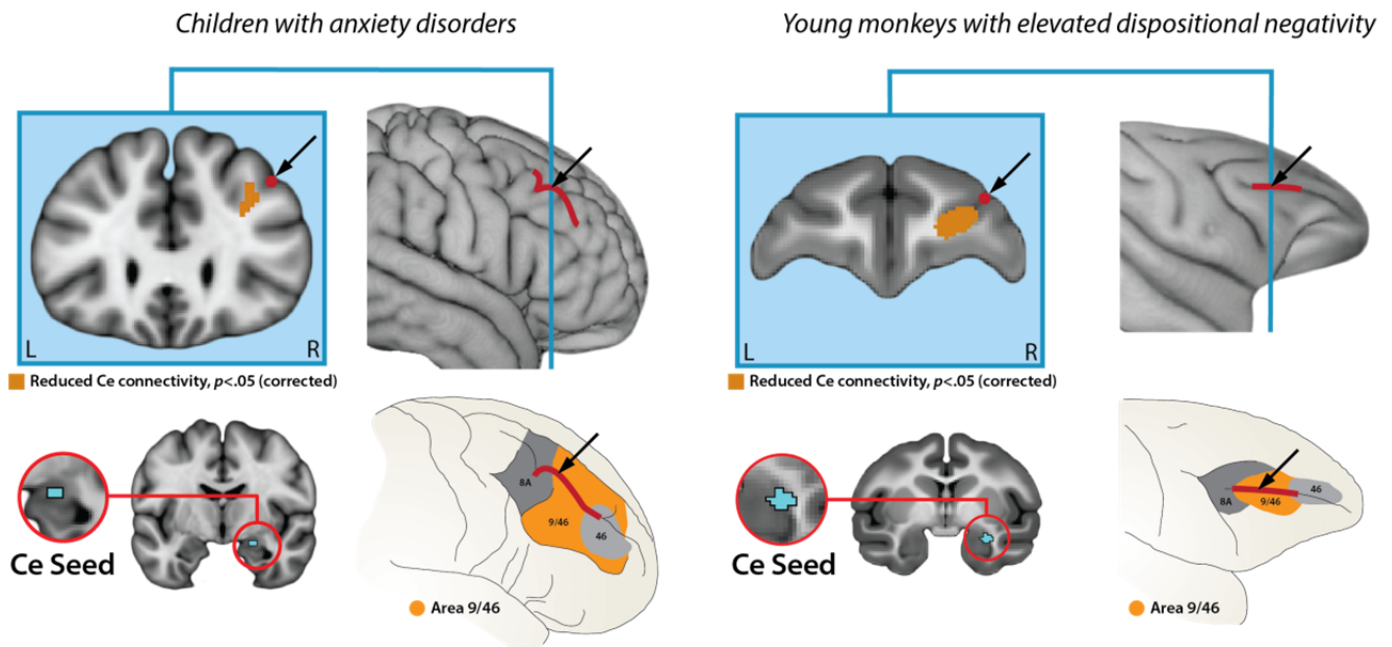 Children with anxiety disorders
L
R
Reduced Ce connectivity, p<.05 (corrected)
Ce Seed
8A
9/46
46
Area 9/46
Young monkeys with elevated dispositional negativity
L
R
Reduced Ce connectivity, p<.05 (corrected)
Ce Seed
8A
9/46
46
Area 9/46